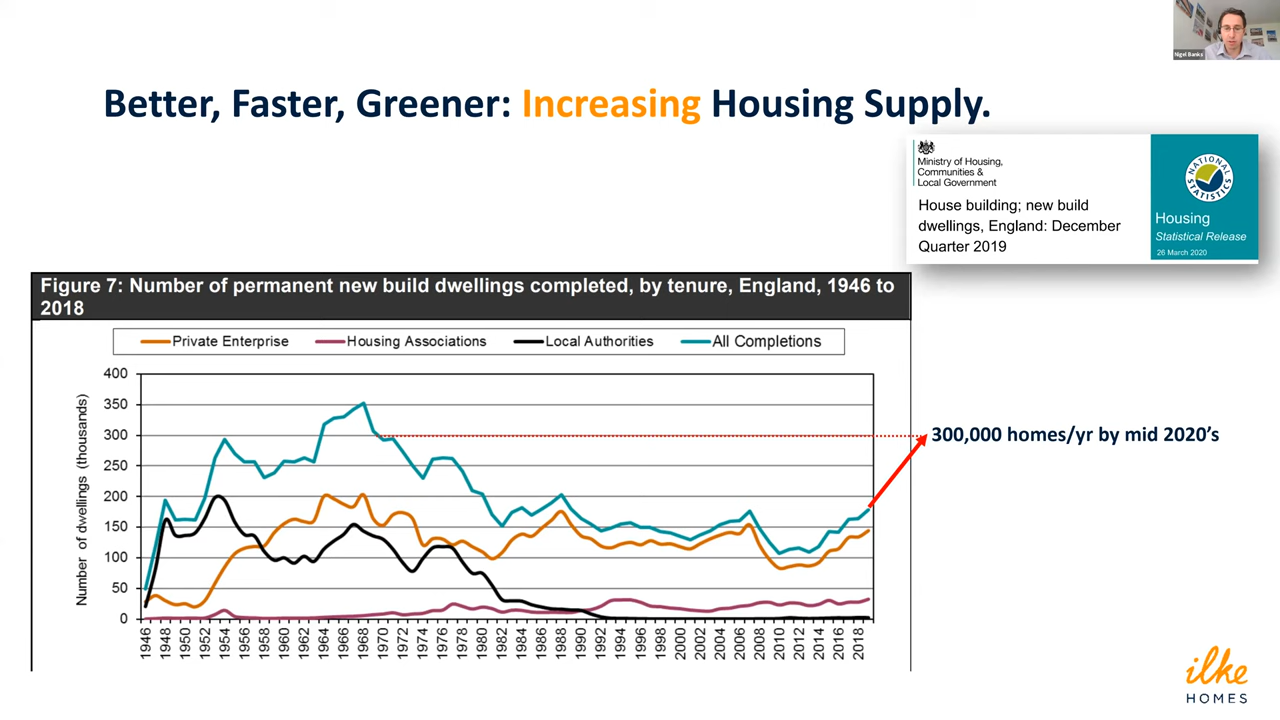 Nigel Banks
Better, Faster, Greener: Increasing Housing Supply.
Ministry of Housing,
Communities &
Local Government
House building; new build
dwellings, England: December
Quarter 2019
NATIONAL
STATISTICS
Housing
Statistical Release
26 March 2020
Figure 7: Number of permanent new build dwellings completed, by tenure, England, 1946 to
2018
Private Enterprise Housing Associations Local Authorities All Completions
Number of dwellings (thousands)
400
350
300
250
200
150
100
50
0
1946 1948 1950 1952 1954 1956 1958 1960 1962 1964 1966 1968 1970 1972 1974 1976 1978 1980 1982 1984 1986 1988 1990 1992 1994 1996 1998 2000 2002 2004 2006 2008 2010 2012 2014 2016 2018
300,000 homes/yr by mid 2020's
ilke
HOMES